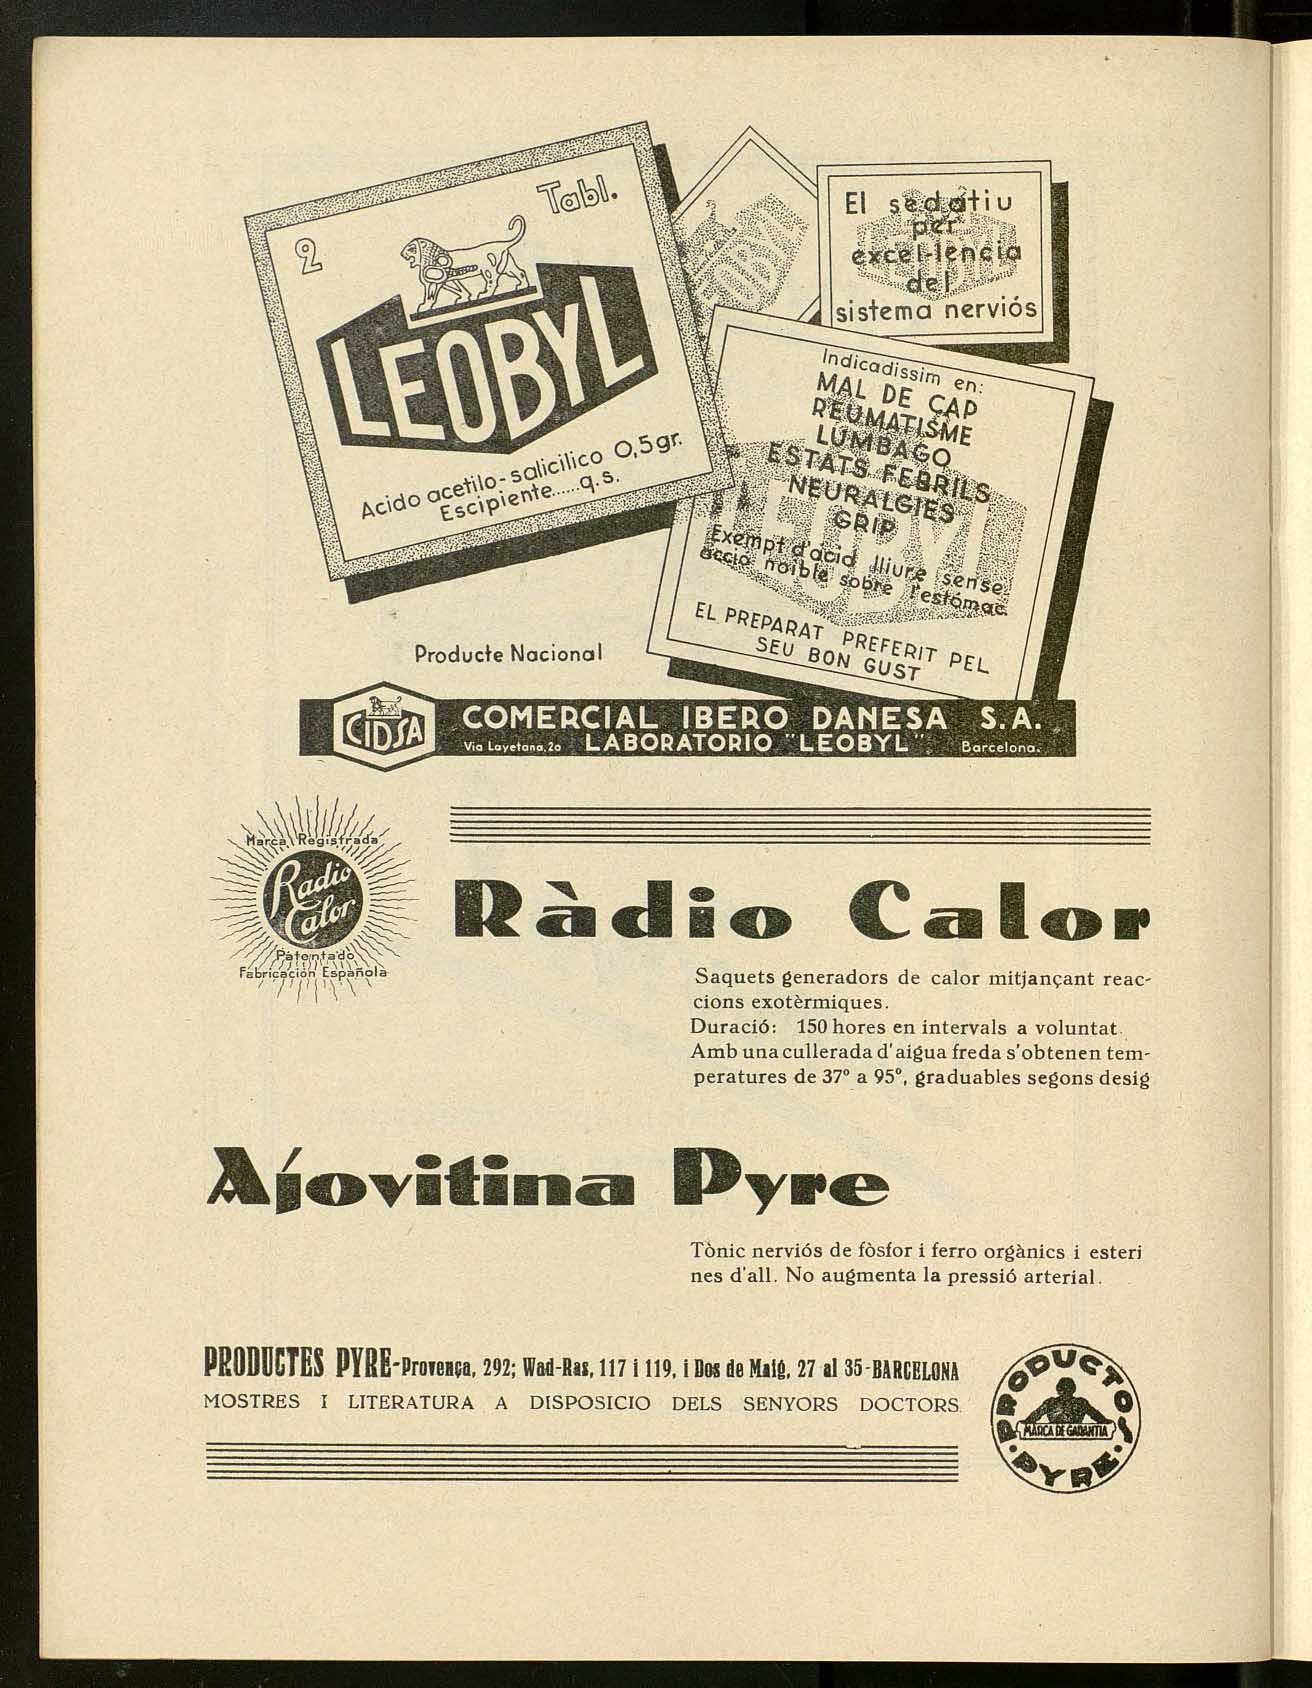 2
Tabl.
LEOBYL
Acido acetilo-salicilico 0,5 gr.
Escipiente.....q.s.
LEOBYL
El sedatiu
per
excel-lencia
del
sistema nerviós
Indicadissim en:
MAL DE CAP
REUMATISME
LUMBAGO
ESTATS FEBRILS
NEURALGIES
GRIP
Exempt d'àcid lliure sense
acció noible sobre l'estómac.
EL PREPARAT PREFERIT PEL
SEU BON GUST
Producte Nacional
CIDSA
COMERCIAL IBERO DANESA S.A.
Via Layetana, 20 LABORATORIO "LEOBYL". Barcelona.
Marca Registrada
Radio
Calor
Patentado
Fabricación Española
Ràdio Calor
Saquets generadors de calor mitjançant reac-
cions exotèrmiques.
Duració: 150 hores en intervals a voluntat.
Amb una cullerada d'aigua freda s'obtenen tem-
peratures de 37º a 95º, graduables segons desig
Ajovitina Pyre
Tònic nerviós de fòsfor i ferro orgànics i esteri
nes d'all. No augmenta la pressió arterial.
PRODUCTES PYRE-Provença, 292; Wad-Ras, 117 i 119, i Dos de Maig, 27 al 35-BARCELONA
MOSTRES I LITERATURA A DISPOSICIO DELS SENYORS DOCTORS.
PRODUCTOS
MARCA DE GARANTIA
PYRE